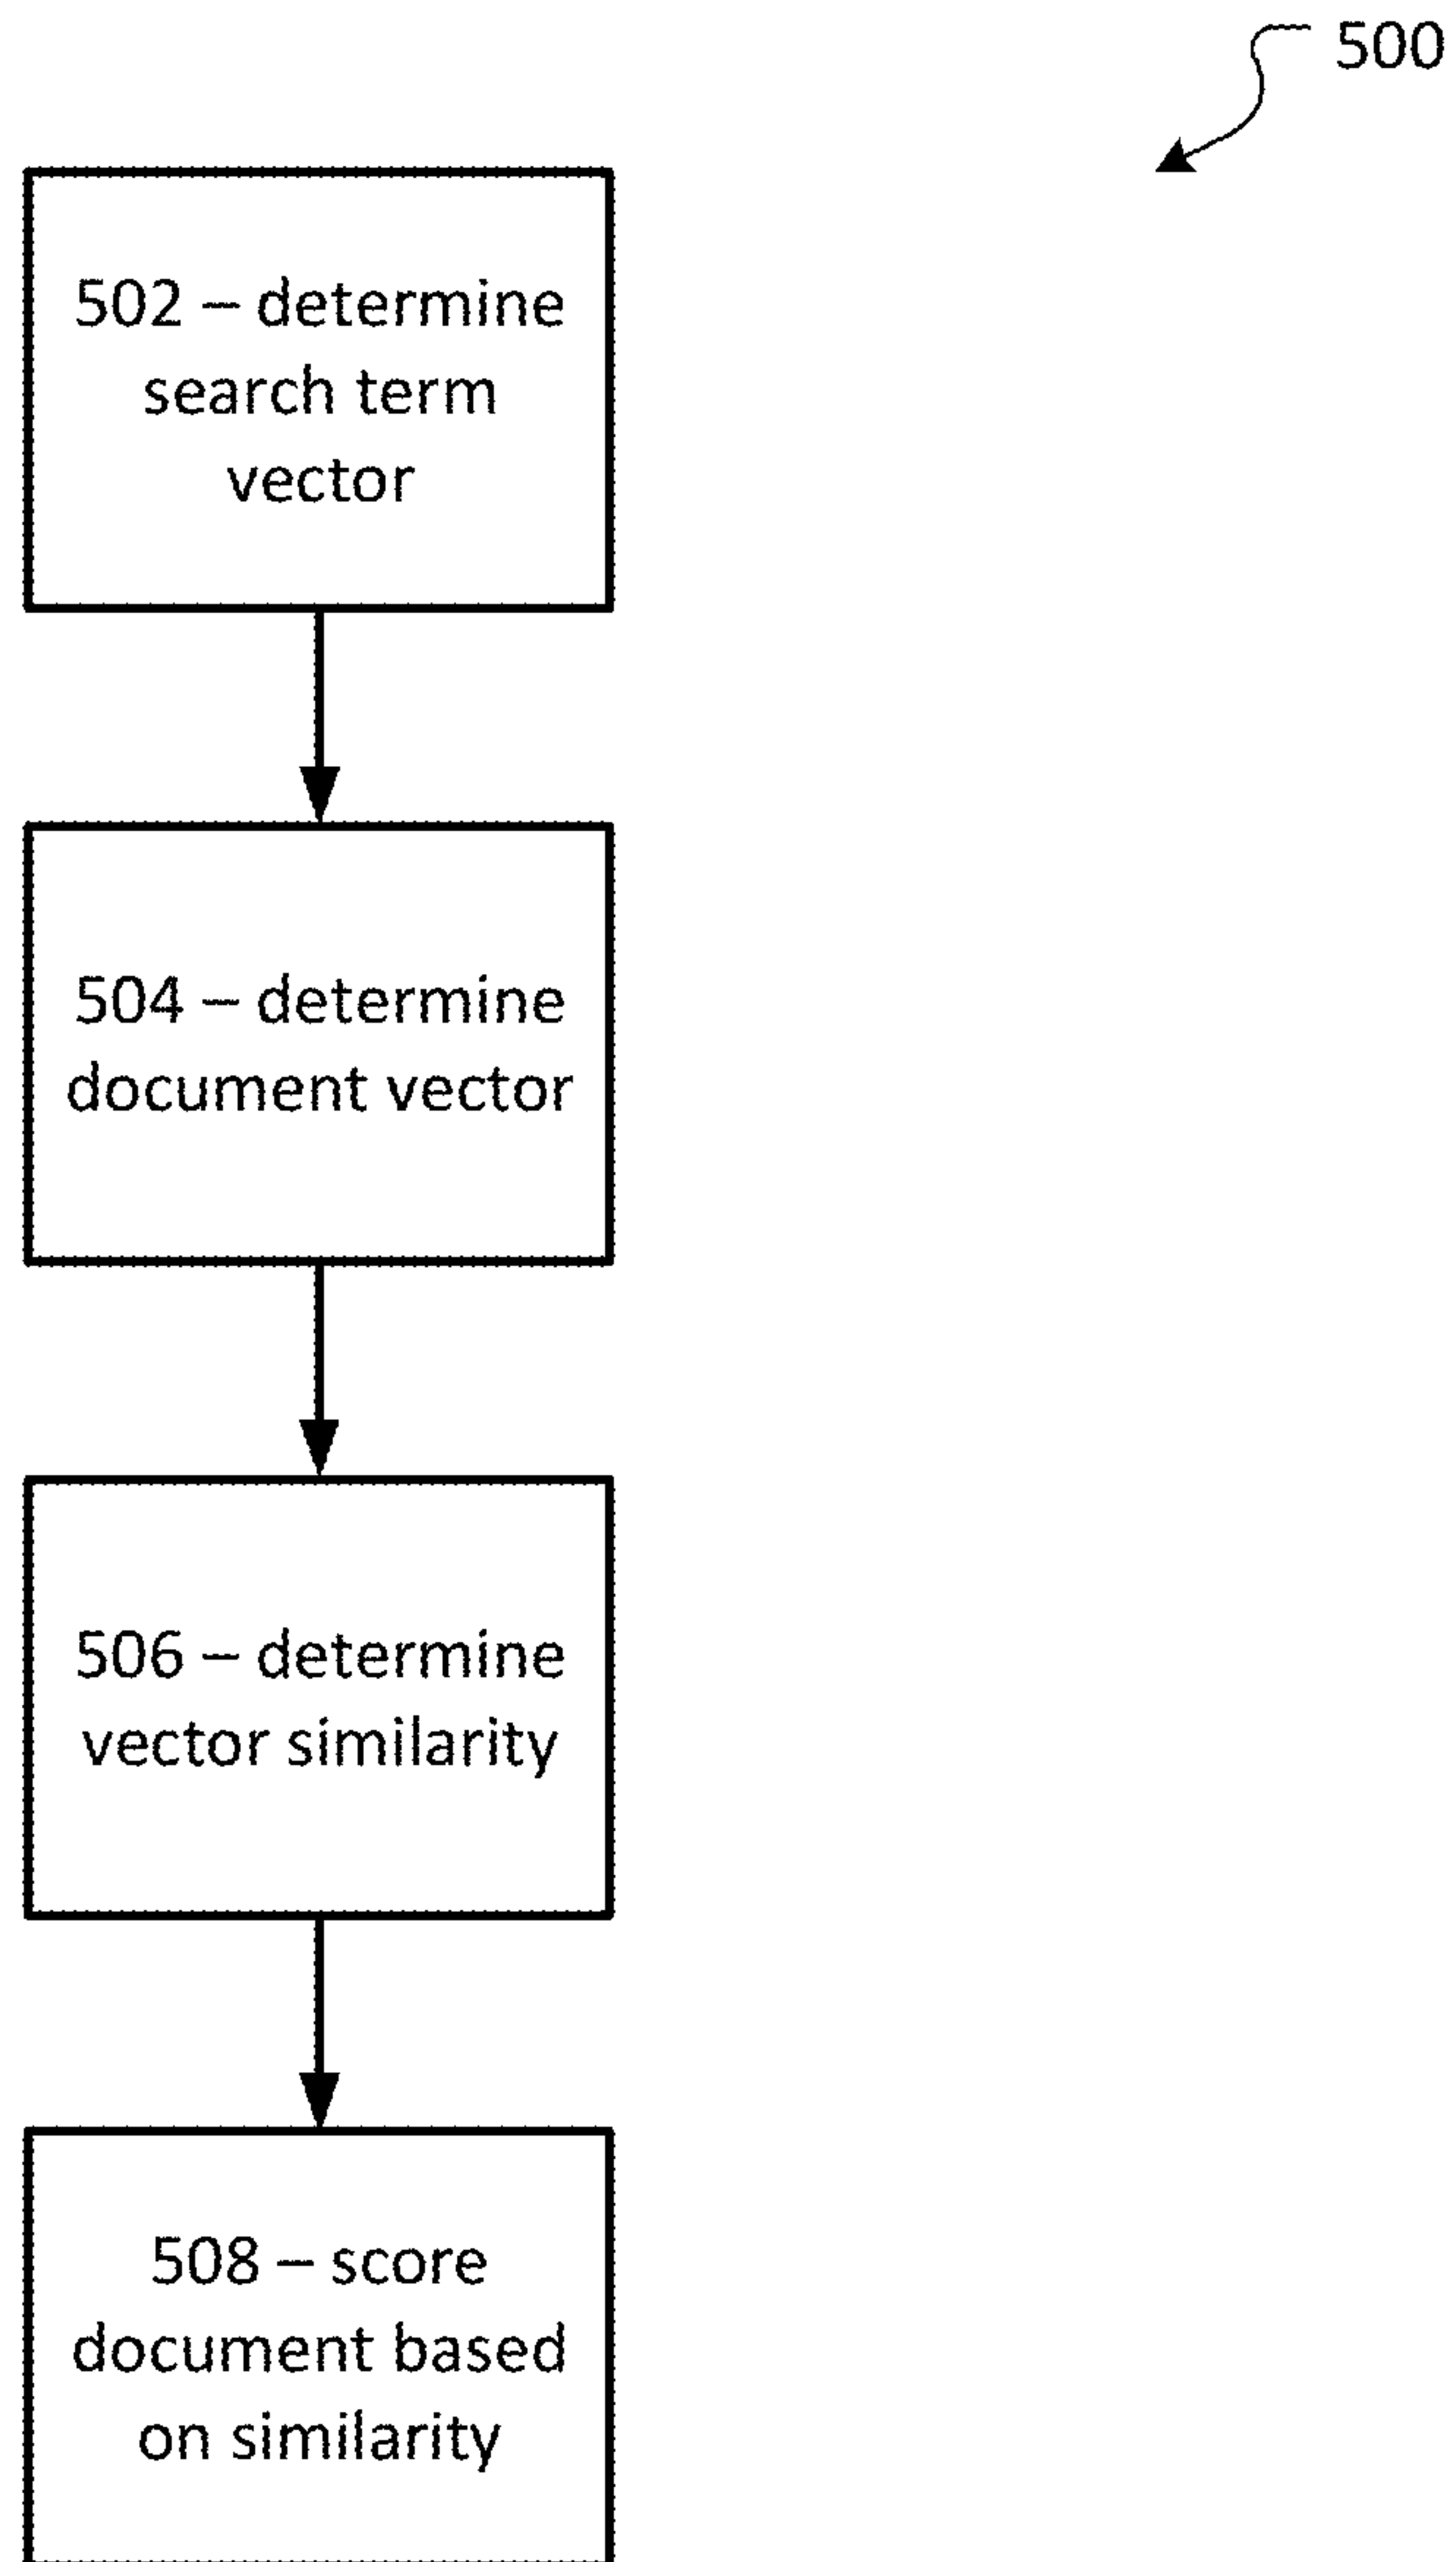 500
502 – determine
search term
vector
504 – determine
document vector
506 – determine
vector similarity
508 – score
document based
on similarity